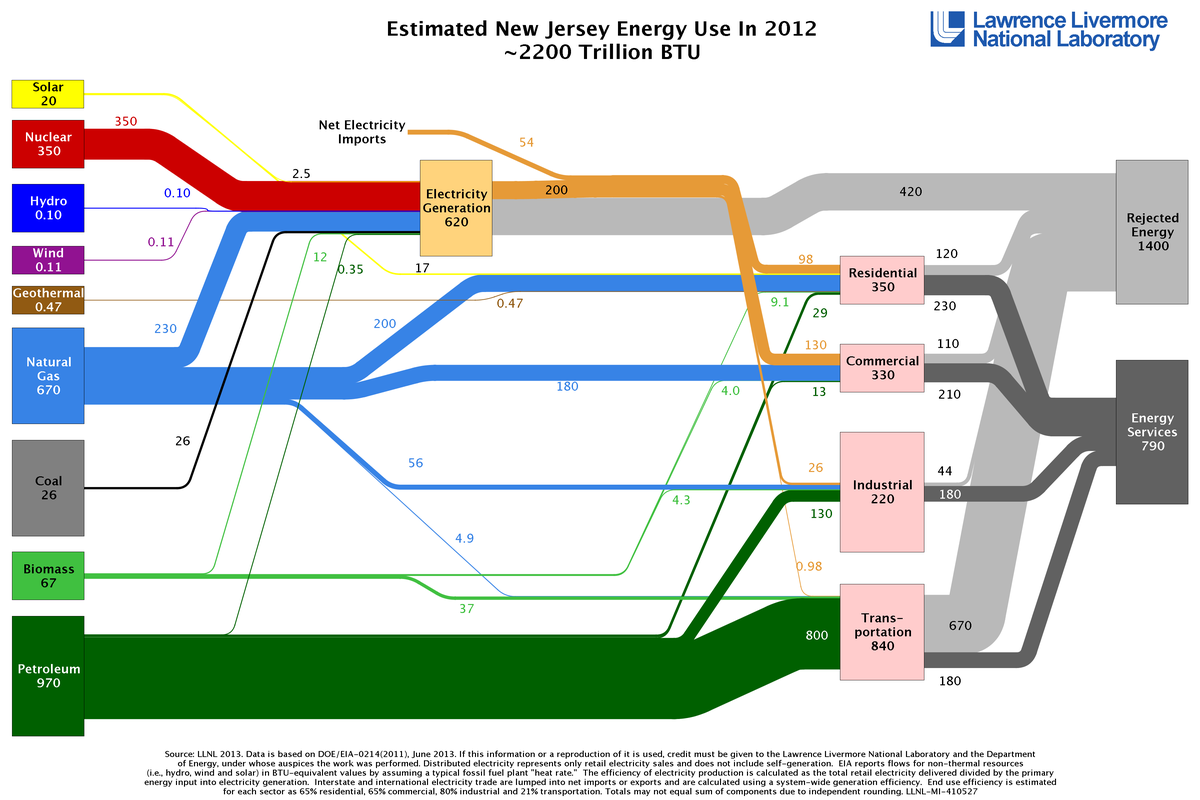 Estimated New Jersey Energy Use In 2012
~2200 Trillion BTU
Lawrence Livermore
National Laboratory
Solar
20
Nuclear
350
Hydro
0.10
Wind
0.11
Geothermal
0.47
Natural
Gas
670
Coal
26
Biomass
67
Petroleum
970
350
0.10
0.11
230
26
2.5
12
0.35
17
200
0.47
180
56
4.9
37
Net Electricity
Imports
54
Electricity
Generation
620
200
420
98
9.1
29
130
4.0
13
26
4.3
130
0.98
800
Residential
350
Commercial
330
Industrial
220
Trans-
portation
840
120
230
110
210
44
180
670
180
Rejected
Energy
1400
Energy
Services
790
Source: LLNL 2013. Data is based on DOE/EIA-0214(2011), June 2013. If this information or a reproduction of it is used, credit must be given to the Lawrence Livermore National Laboratory and the Department
of Energy, under whose auspices the work was performed. Distributed electricity represents only retail electricity sales and does not include self-generation. EIA reports flows for non-thermal resources
(i.e., hydro, wind and solar) in BTU-equivalent values by assuming a typical fossil fuel plant "heat rate." The efficiency of electricity production is calculated as the total retail electricity delivered divided by the primary
energy input into electricity generation. Interstate and international electricity trade are lumped into net imports or exports and are calculated using a system-wide generation efficiency. End use efficiency is estimated
for each sector as 65% residential, 65% commercial, 80% industrial and 21% transportation. Totals may not equal sum of components due to independent rounding. LLNL-MI-410527